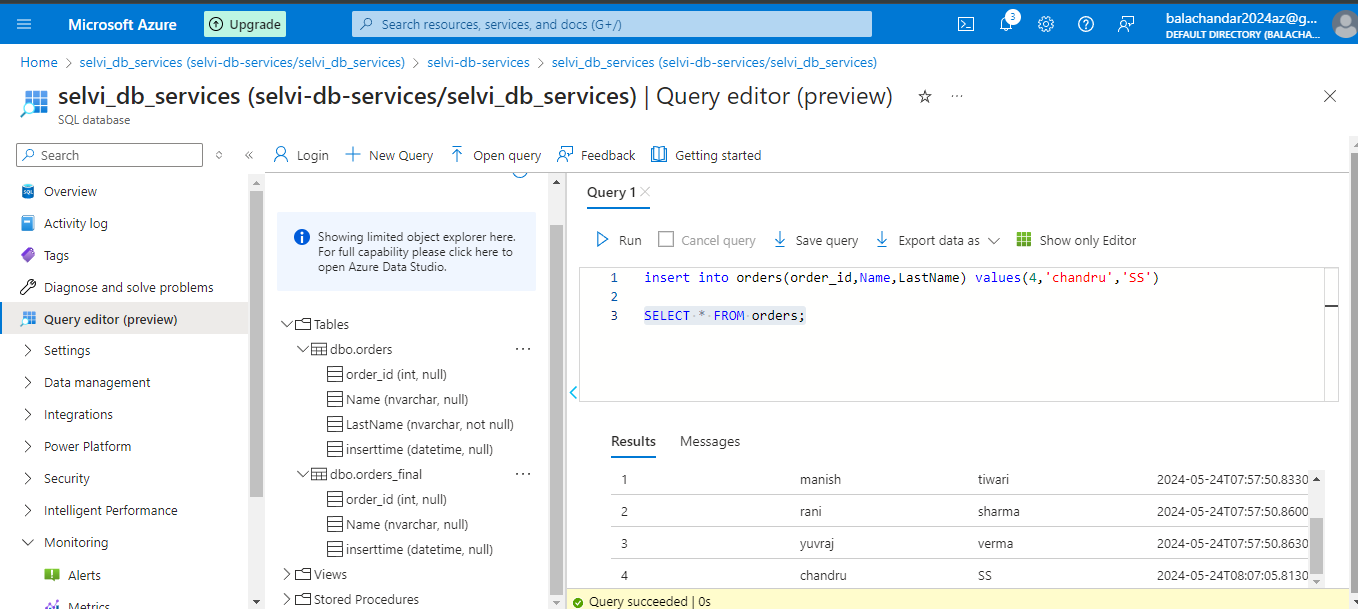 Microsoft Azure
Upgrade
Search resources, services, and docs (G+/)
3
balachandar2024az@g...
DEFAULT DIRECTORY (BALACHA...
Home > selvi_db_services (selvi-db-services/selvi_db_services) > selvi-db-services > selvi_db_services (selvi-db-services/selvi_db_services)
selvi_db_services (selvi-db-services/selvi_db_services) | Query editor (preview)
SQL database
Search
Login
New Query
Open query
Feedback
Getting started
Overview
Activity log
Tags
Diagnose and solve problems
Query editor (preview)
Settings
Data management
Integrations
Power Platform
Security
Intelligent Performance
Monitoring
Alerts
Metrics
Showing limited object explorer here.
For full capability please click here to
open Azure Data Studio.
Tables
dbo.orders
order_id (int, null)
Name (nvarchar, null)
LastName (nvarchar, not null)
inserttime (datetime, null)
dbo.orders_final
order_id (int, null)
Name (nvarchar, null)
inserttime (datetime, null)
Views
Stored Procedures
Query 1
Run
Cancel query
Save query
Export data as
Show only Editor
1 insert into orders(order_id,Name,LastName) values(4,'chandru','SS')
2
3 SELECT * FROM orders;
Results
Messages
1 manish tiwari 2024-05-24T07:57:50.8330
2 rani sharma 2024-05-24T07:57:50.8600
3 yuvraj verma 2024-05-24T07:57:50.8630
4 chandru SS 2024-05-24T08:07:05.8130
Query succeeded | 0s